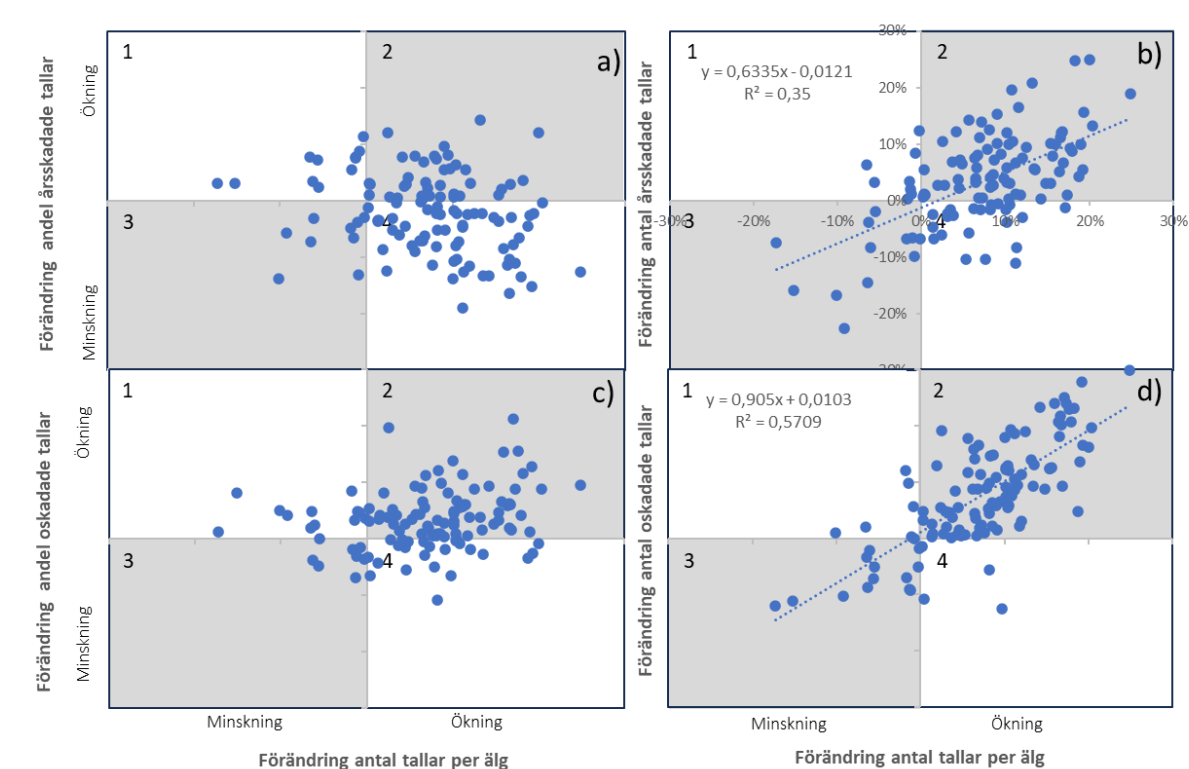 1
2
a)
3
4
Förändring andel årsskadade tallar
Ökning
Minskning
1
2
b)
y = 0,6335x - 0,0121
R² = 0,35
30%
20%
10%
0%
-10%
-20%
30%
-20%
-10%
0%
10%
20%
30%
3
4
Förändring antal årsskadade tallar
1
2
c)
3
4
Förändring andel oskadade tallar
Ökning
Minskning
1
2
d)
y = 0,905x + 0,0103
R² = 0,5709
3
4
Förändring antal oskadade tallar
Minskning
Ökning
Förändring antal tallar per älg
Minskning
Ökning
Förändring antal tallar per älg